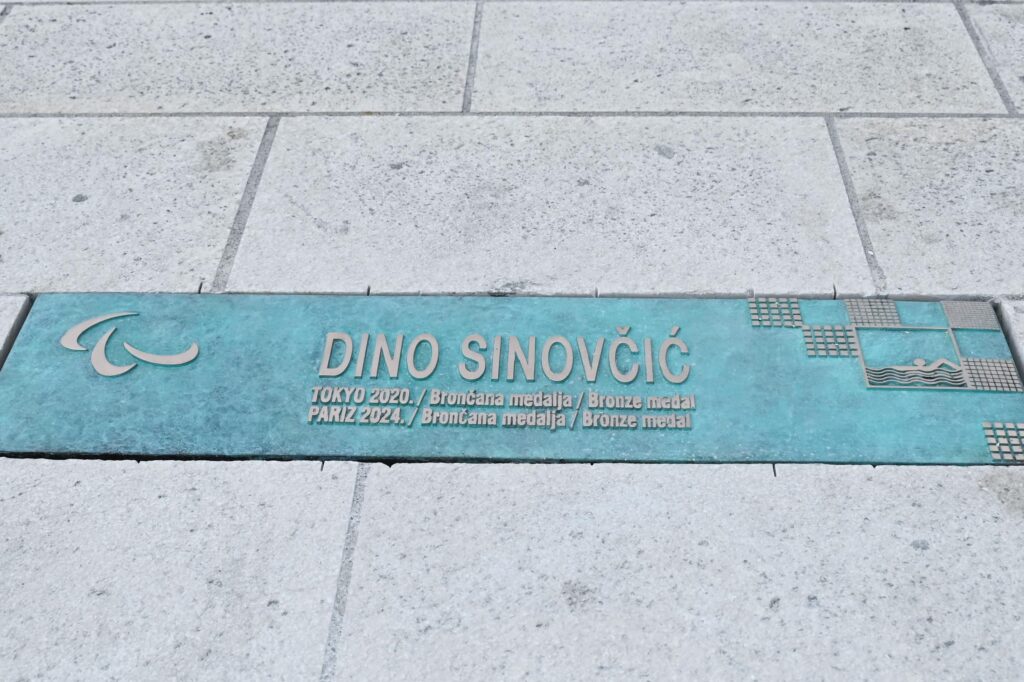 DINO SINOVČIĆ
TOKYO 2020. / Brončana medalja / Bronze medal
PARIZ 2024. / Brončana medalja / Bronze medal